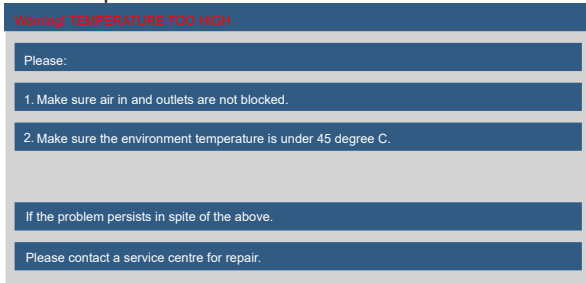 Warning! TEMPERATURE TOO HIGH
Please:
1. Make sure air in and outlets are not blocked.
2. Make sure the environment temperature is under 45 degree C.
If the problem persists in spite of the above.
Please contact a service centre for repair.